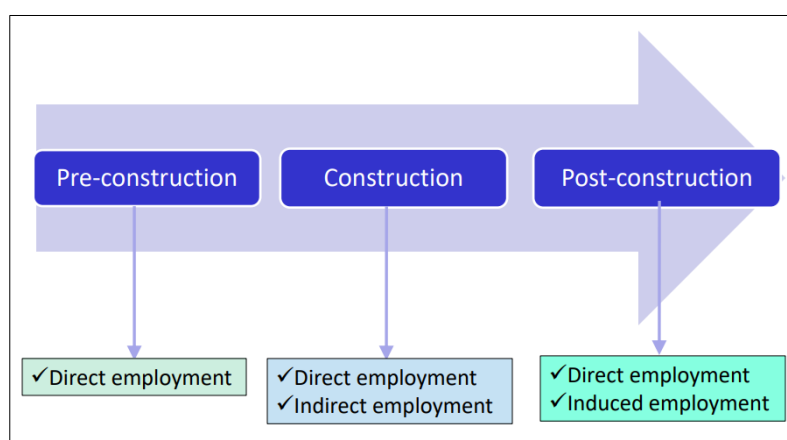 Pre-construction
Construction
Post-construction
✓Direct employment
✓Direct employment
✓Indirect employment
✓Direct employment
✓Induced employment